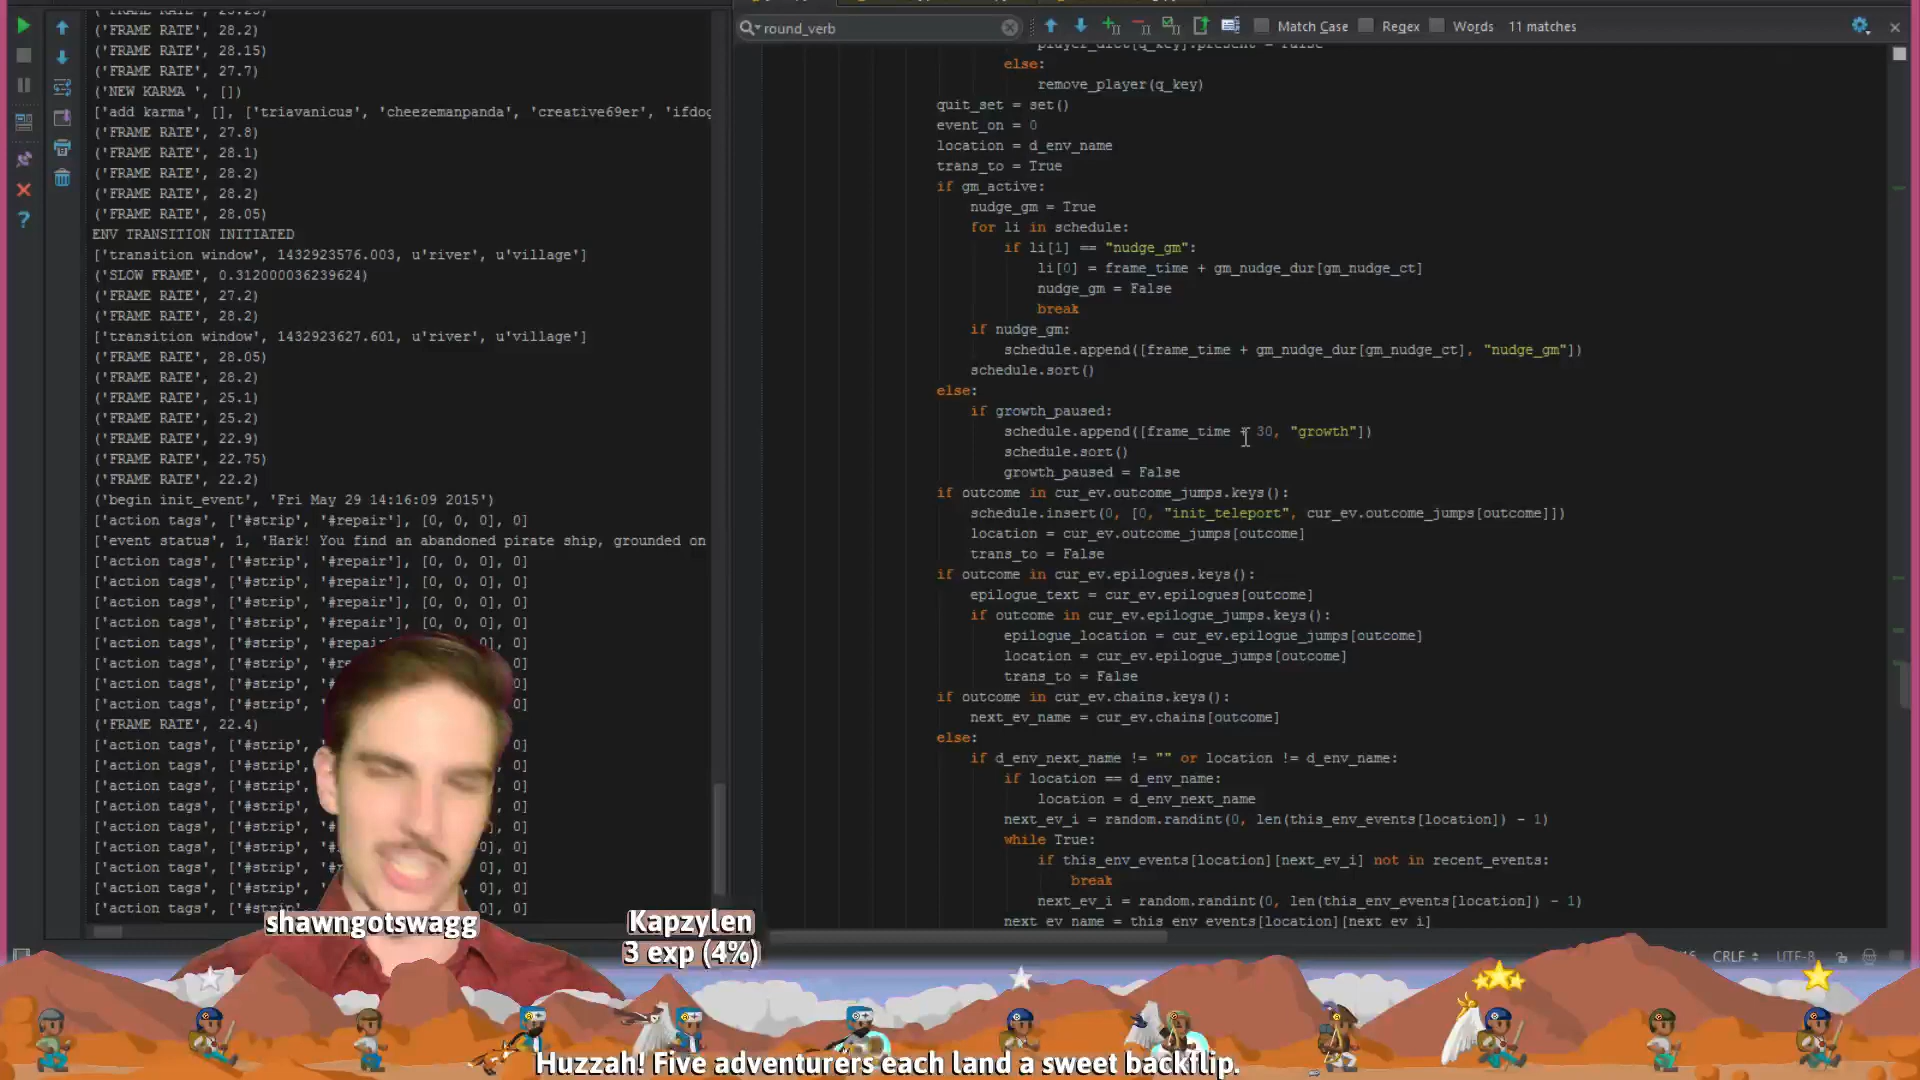 ('FRAME RATE', 28.2)
('FRAME RATE', 28.15)
('FRAME RATE', 27.7)
('NEW KARMA ', [])
['add karma', [], ['triavanicus', 'cheezemanpanda', 'creative69er', 'ifdog
('FRAME RATE', 27.8)
('FRAME RATE', 28.1)
('FRAME RATE', 28.2)
('FRAME RATE', 28.2)
('FRAME RATE', 28.05)
ENV TRANSITION INITIATED
['transition window', 1432923576.003, u'river', u'village']
('SLOW FRAME', 0.312000036239624)
('FRAME RATE', 27.2)
('FRAME RATE', 28.2)
['transition window', 1432923627.601, u'river', u'village']
('FRAME RATE', 28.05)
('FRAME RATE', 28.2)
('FRAME RATE', 25.1)
('FRAME RATE', 25.2)
('FRAME RATE', 22.9)
('FRAME RATE', 22.75)
('FRAME RATE', 22.2)
('begin init_event', 'Fri May 29 14:16:09 2015')
['action tags', ['#strip', '#repair'], [0, 0, 0], 0]
['event status', 1, 'Hark! You find an abandoned pirate ship, grounded on
['action tags', ['#strip', '#repair'], [0, 0, 0], 0]
['action tags', ['#strip', '#repair'], [0, 0, 0], 0]
['action tags', ['#strip', '#repair'], [0, 0, 0], 0]
['action tags', ['#strip', '#repair'], [0, 0, 0], 0]
['action tags', ['#strip', '#repair 0, 0], 0]
['action tags', ['#strip', '#re 0]
['action tags', ['#strip', 0]
['action tags', ['#strip', 0]
('FRAME RATE', 22.4)
['action tags', ['#strip', 0]
['action tags', ['#strip', 0]
['action tags', ['#strip', 0]
['action tags', ['#strip', 0]
['action tags', ['#strip', 0]
['action tags', ['#strip', 0]
['action tags', ['#strip', , 0]
['action tags', ['#strip', , 0]
['action tags', ['#strip' , 0]
round_verb
Match Case
Regex
Words
11 matches
player_dict[q_key].present = False
else:
remove_player(q_key)
quit_set = set()
event_on = 0
location = d_env_name
trans_to = True
if gm_active:
nudge_gm = True
for li in schedule:
if li[1] == "nudge_gm":
li[0] = frame_time + gm_nudge_dur[gm_nudge_ct]
nudge_gm = False
break
if nudge_gm:
schedule.append([frame_time + gm_nudge_dur[gm_nudge_ct], "nudge_gm"])
schedule.sort()
else:
if growth_paused:
schedule.append([frame_time + 30, "growth"])
schedule.sort()
growth_paused = False
if outcome in cur_ev.outcome_jumps.keys():
schedule.insert(0, [0, "init_teleport", cur_ev.outcome_jumps[outcome]])
location = cur_ev.outcome_jumps[outcome]
trans_to = False
if outcome in cur_ev.epilogues.keys():
epilogue_text = cur_ev.epilogues[outcome]
if outcome in cur_ev.epilogue_jumps.keys():
epilogue_location = cur_ev.epilogue_jumps[outcome]
location = cur_ev.epilogue_jumps[outcome]
trans_to = False
if outcome in cur_ev.chains.keys():
next_ev_name = cur_ev.chains[outcome]
else:
if d_env_next_name != "" or location != d_env_name:
if location == d_env_name:
location = d_env_next_name
next_ev_i = random.randint(0, len(this_env_events[location]) - 1)
while True:
if this_env_events[location][next_ev_i] not in recent_events:
break
next_ev_i = random.randint(0, len(this_env_events[location]) - 1)
next_ev_name = this_env_events[location][next_ev_i]
CRLF
UTF-8
shawngotswagg
Kapzylen
3 exp (4%)
Huzzah! Five adventurers each land a sweet backflip.